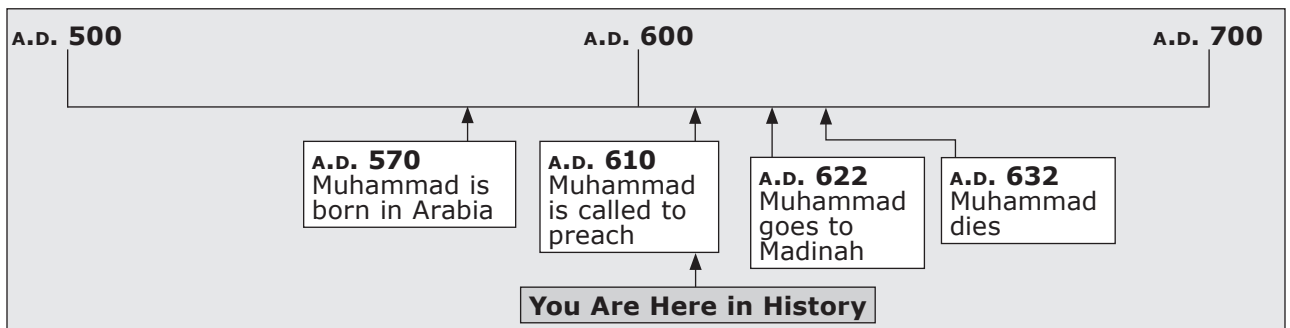 A.D. 500
A.D. 600
A.D. 700
A.D. 570
Muhammad is
born in Arabia
A.D. 610
Muhammad
is called to
preach
A.D. 622
Muhammad
goes to
Madinah
A.D. 632
Muhammad
dies
You Are Here in History